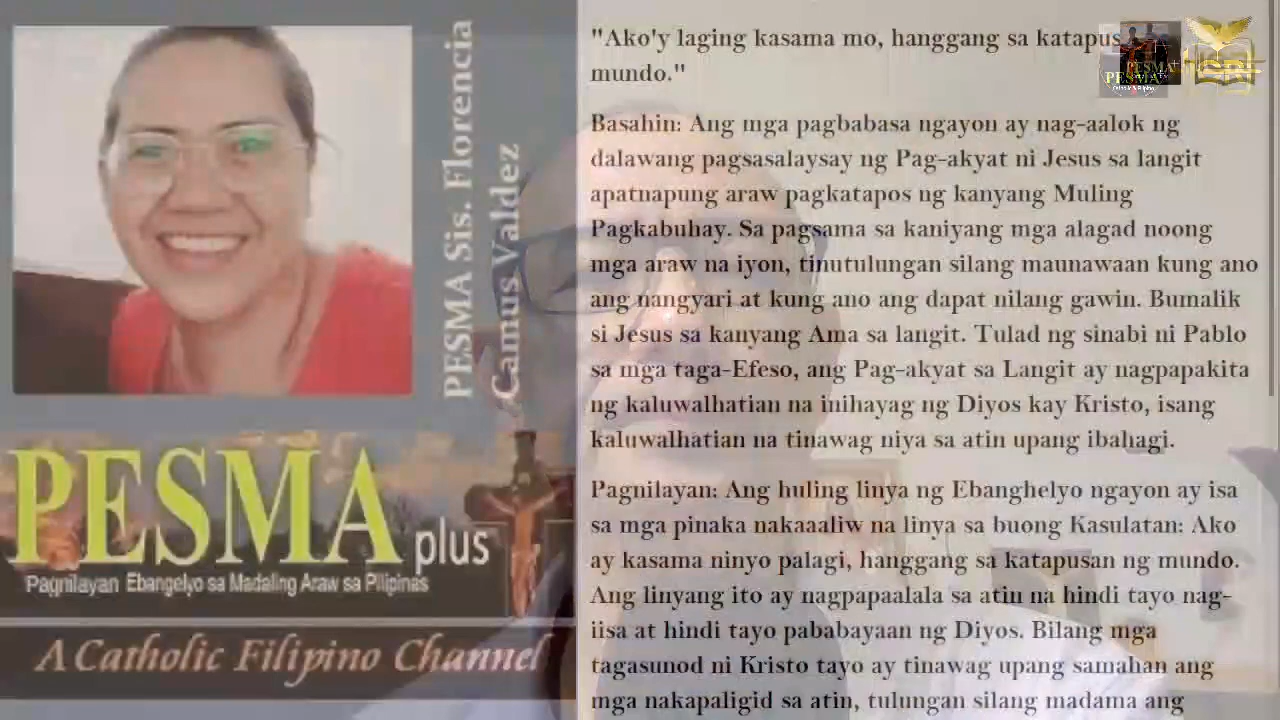 PESMA Sis. Florencia
Camus Valdez
PESMA plus
Pagnilayan Ebangelyo sa Madaling Araw sa Pilipinas
A Catholic Filipino Channel
"Ako'y laging kasama mo, hanggang sa katapus
mundo."
Basahin: Ang mga pagbabasa ngayon ay nag-aalok ng
dalawang pagsasalaysay ng Pag-akyat ni Jesus sa langit
apatnapung araw pagkatapos ng kanyang Muling
Pagkabuhay. Sa pagsama sa kaniyang mga alagad noong
mga araw na iyon, tinutulungan silang maunawaan kung ano
ang nangyari at kung ano ang dapat nilang gawin. Bumalik
si Jesus sa kanyang Ama sa langit. Tulad ng sinabi ni Pablo
sa mga taga-Efeso, ang Pag-akyat sa Langit ay nagpapakita
ng kaluwalhatian na inihayag ng Diyos kay Kristo, isang
kaluwalhatian na tinawag niya sa atin upang ibahagi.
Pagnilayan: Ang huling linya ng Ebanghelyo ngayon ay isa
sa mga pinaka nakaaaliw na linya sa buong Kasulatan: Ako
ay kasama ninyo palagi, hanggang sa katapusan ng mundo.
Ang linyang ito ay nagpapaalala sa atin na hindi tayo nag-
iisa at hindi tayo pababayaan ng Diyos. Bilang mga
tagasunod ni Kristo tayo ay tinawag upang samahan ang
mga nakapaligid sa atin, tulungan silang madama ang
PESMA
PESMA